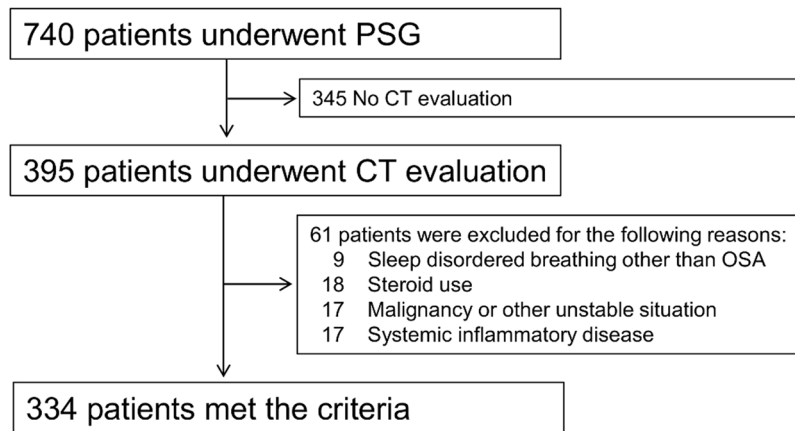 740 patients underwent PSG
345 No CT evaluation
395 patients underwent CT evaluation
61 patients were excluded for the following reasons:
9 Sleep disordered breathing other than OSA
18 Steroid use
17 Malignancy or other unstable situation
17 Systemic inflammatory disease
334 patients met the criteria